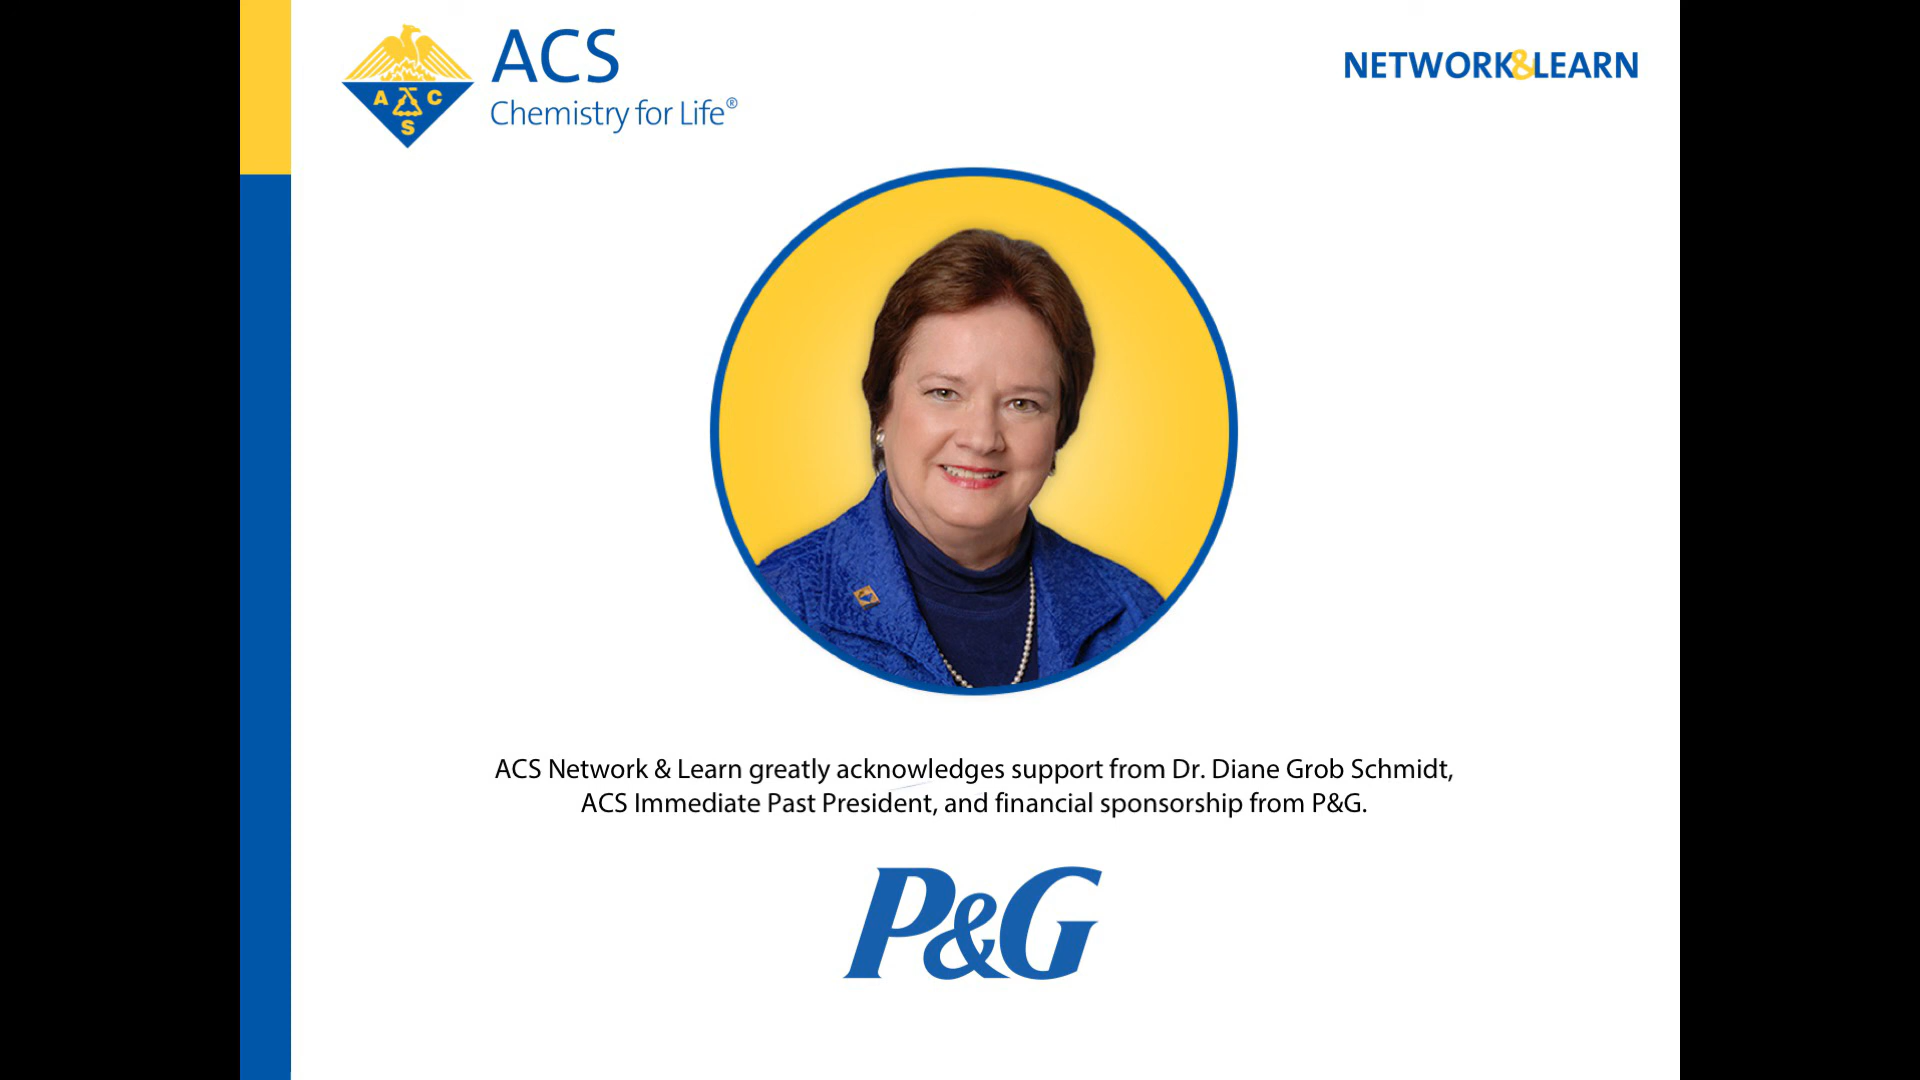 ACS
Chemistry for Life®
A C
S
NETWORK&LEARN
ACS Network & Learn greatly acknowledges support from Dr. Diane Grob Schmidt,
ACS Immediate Past President, and financial sponsorship from P&G.
P&G